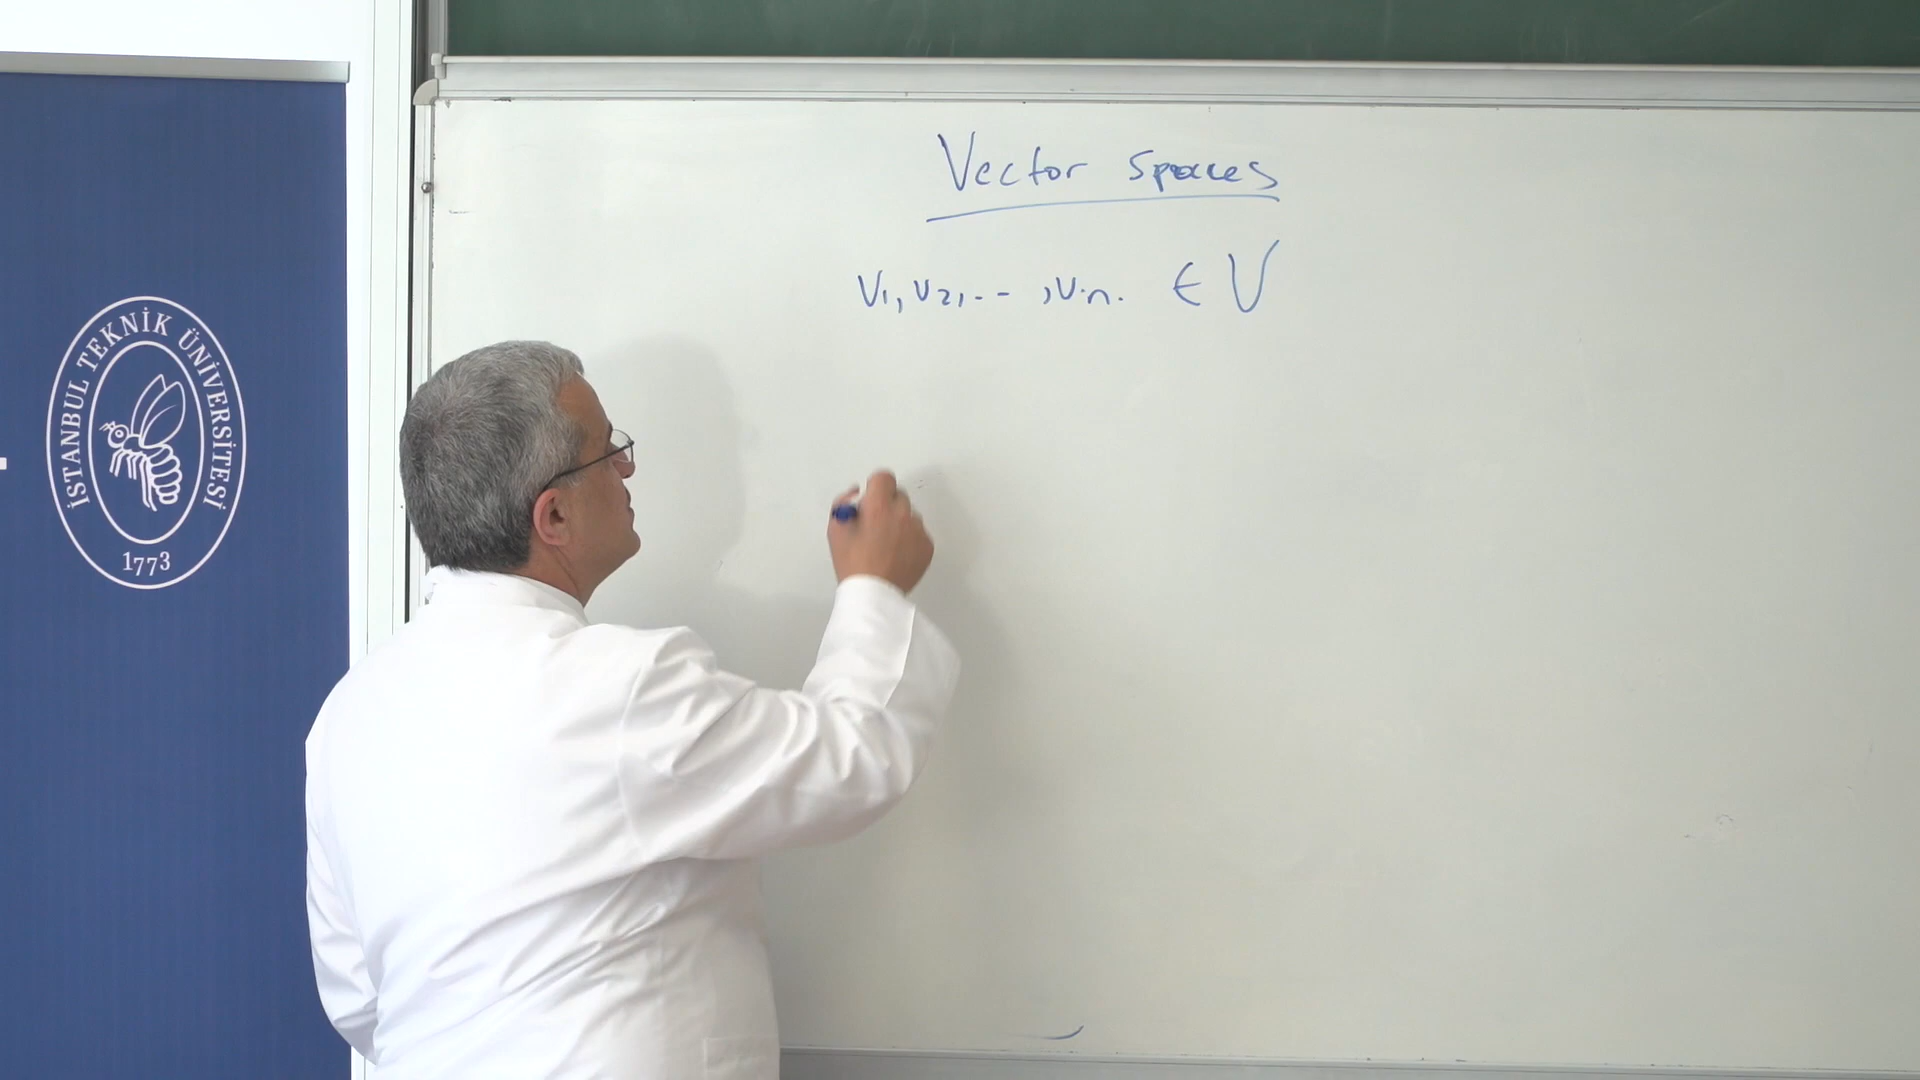 Vector spaces
v₁, v₂, .-- , vn. ∈ V
İSTANBUL TEKNİK ÜNİVERSİTESİ
1773